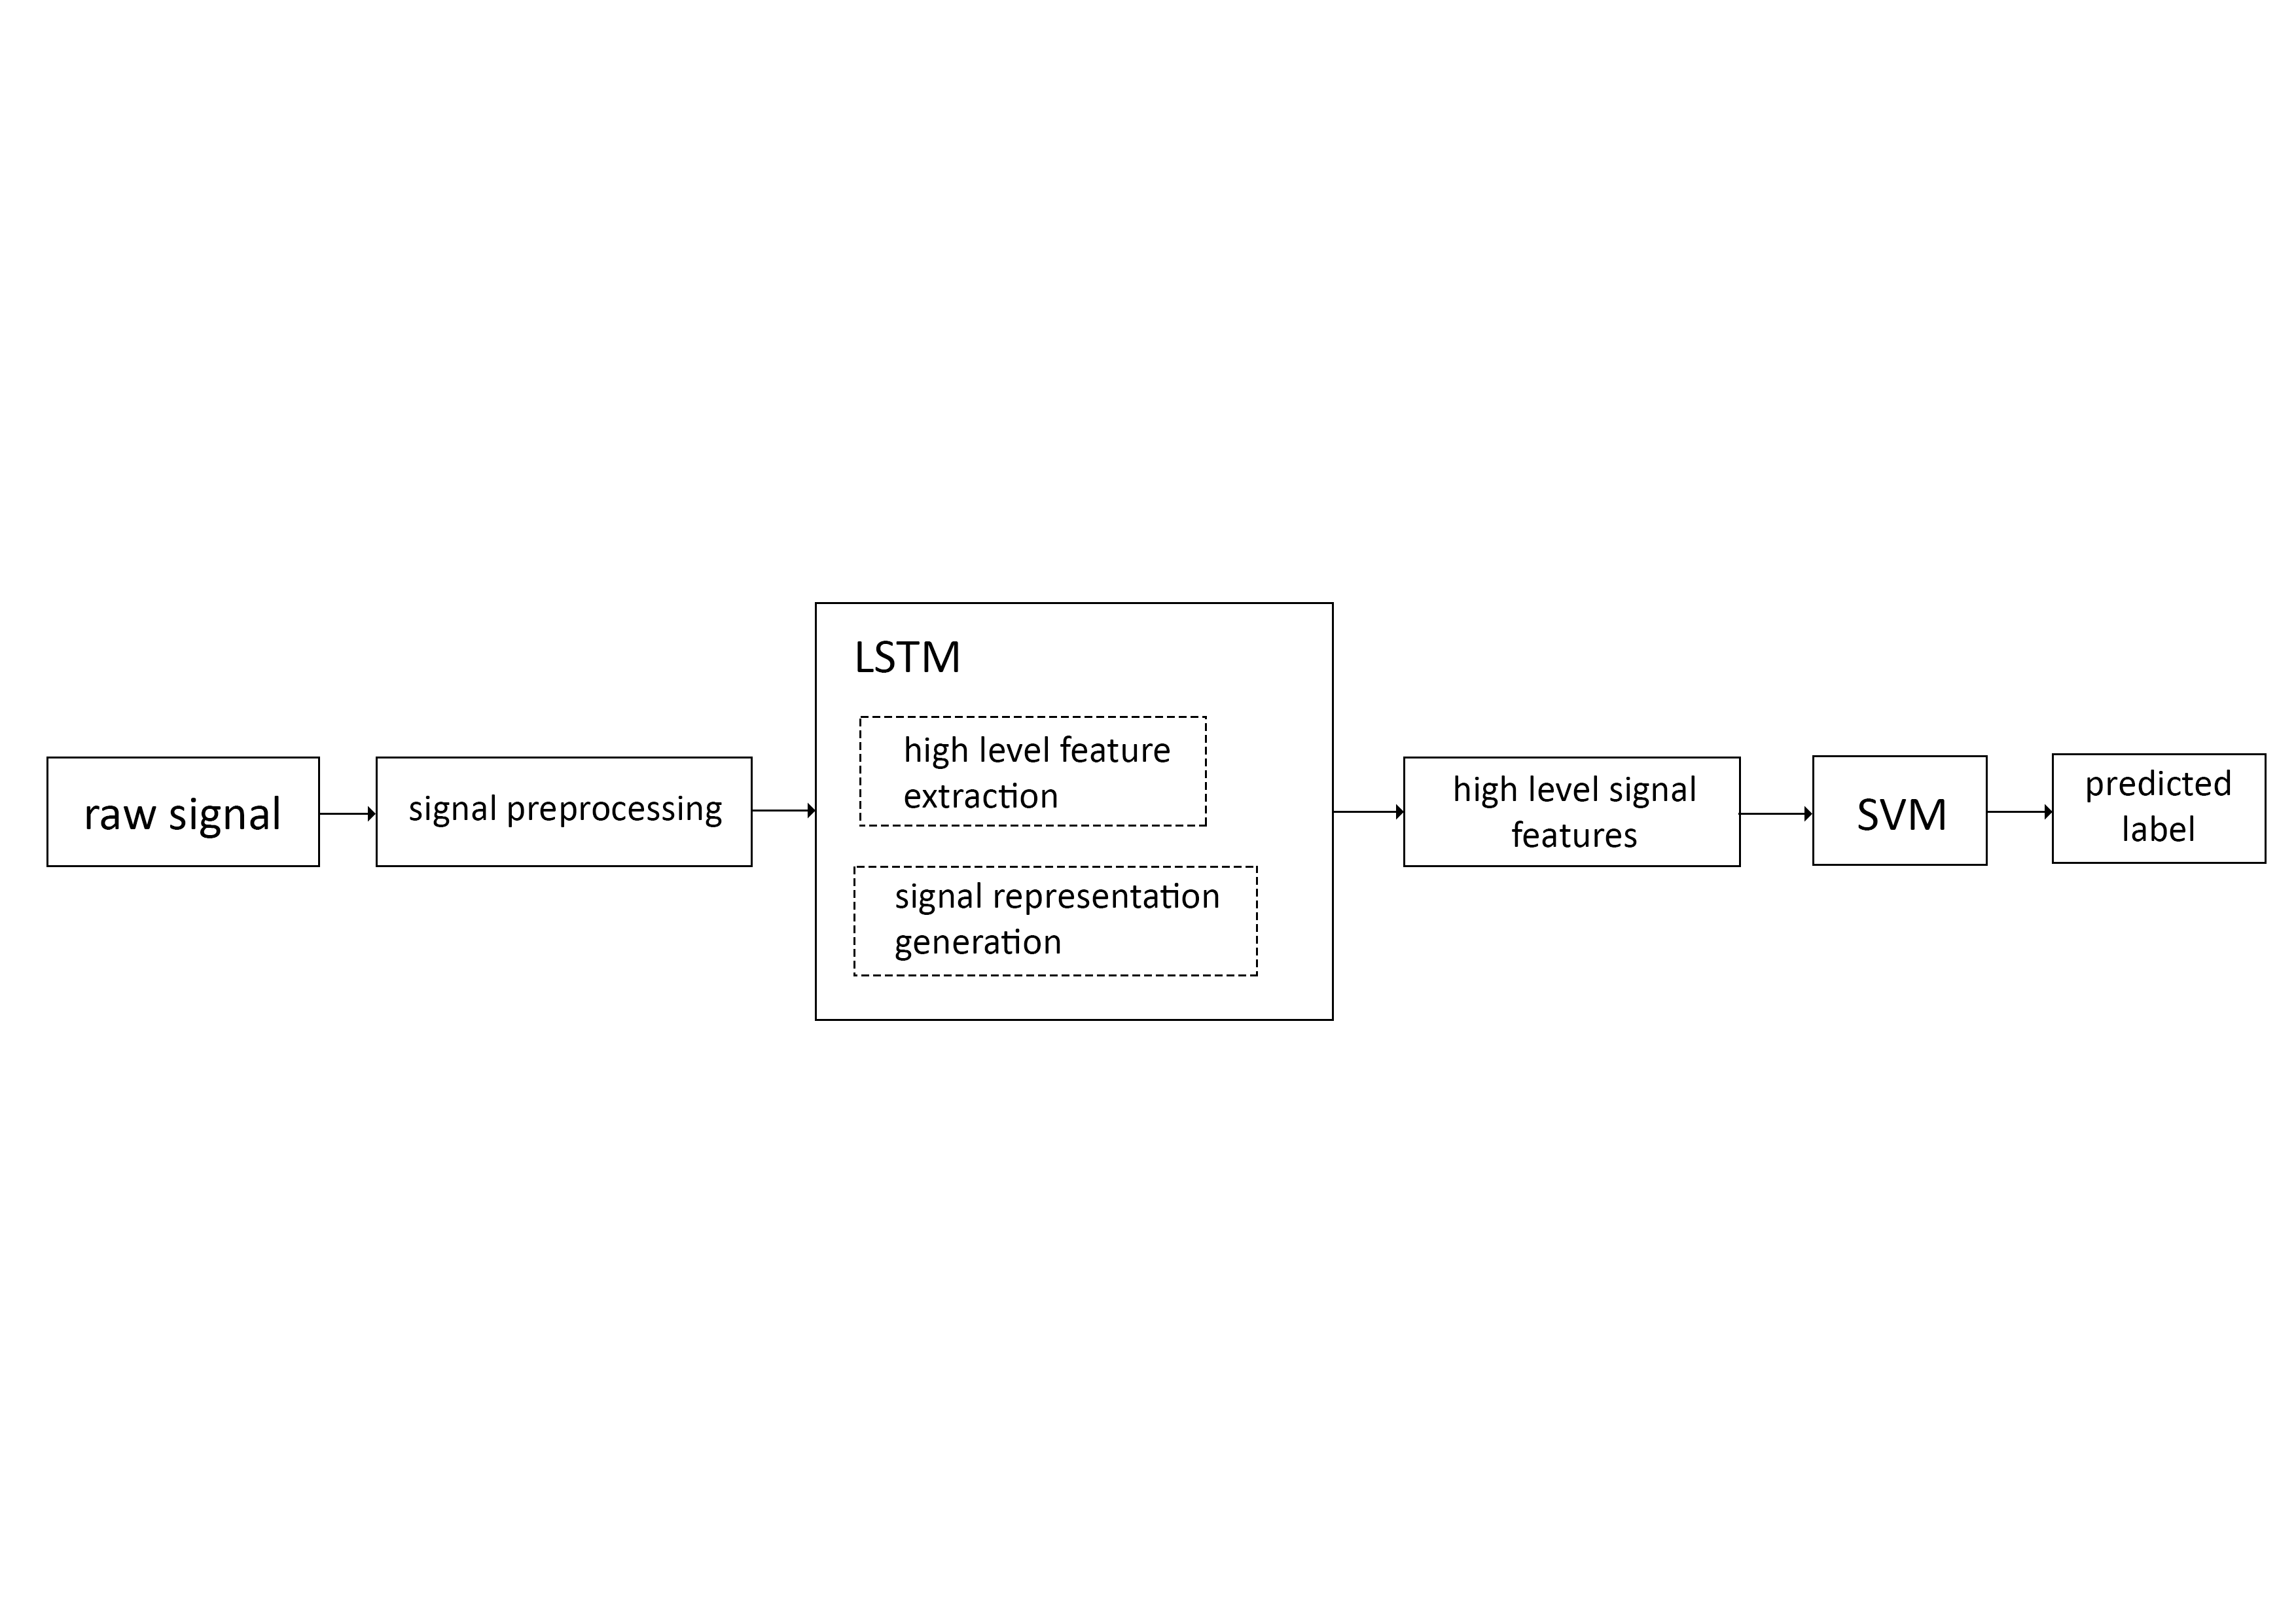 raw signal
signal preprocessing
LSTM
high level feature
extraction
signal representation
generation
high level signal
features
SVM
predicted
label